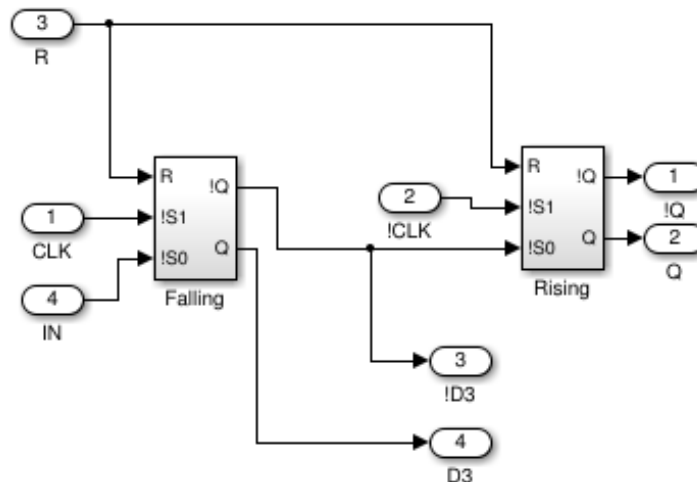 3
R
R
!Q
!S1
Q
!S0
Falling
1
CLK
4
IN
2
!CLK
R
!Q
!S1
Q
!S0
Rising
1
!Q
2
Q
3
!D3
4
D3